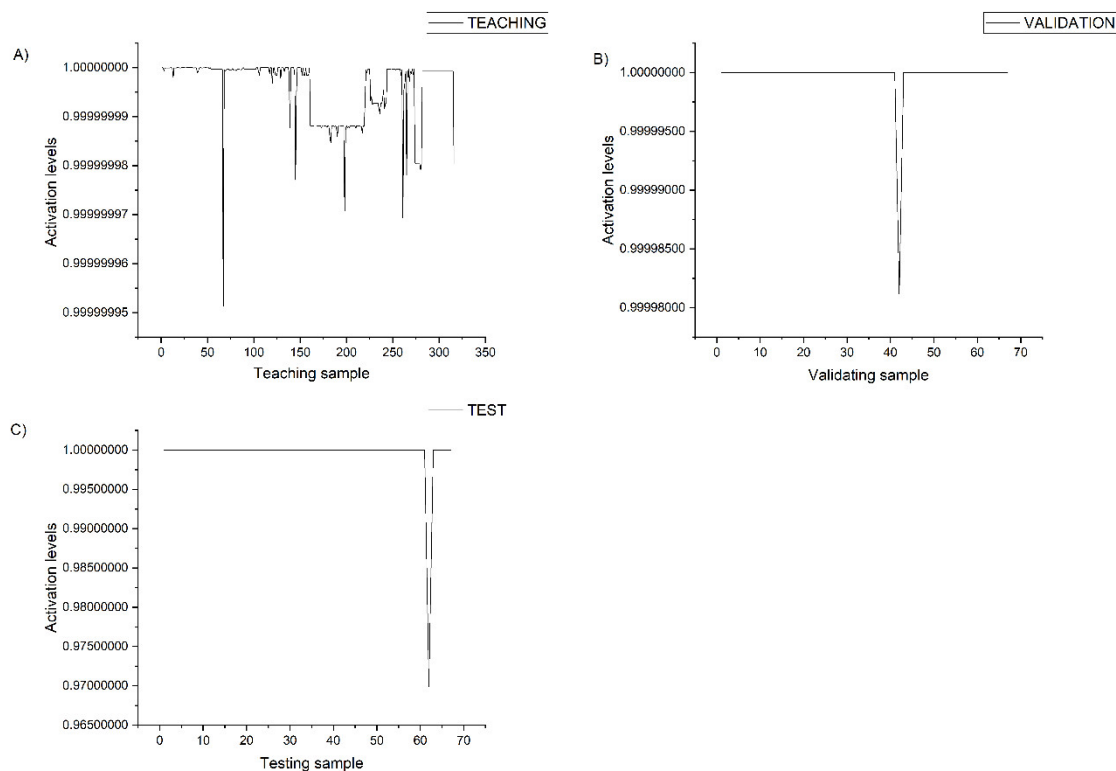 A)
TEACHING
Activation levels
1.00000000
0.99999999
0.99999998
0.99999997
0.99999996
0.99999995
0 50 100 150 200 250 300 350
Teaching sample
B)
VALIDATION
Activation levels
1.00000000
0.99999500
0.99999000
0.99998500
0.99998000
0 10 20 30 40 50 60 70
Validating sample
C)
TEST
Activation levels
1.00000000
0.99500000
0.99000000
0.98500000
0.98000000
0.97500000
0.97000000
0.96500000
0 10 20 30 40 50 60 70
Testing sample